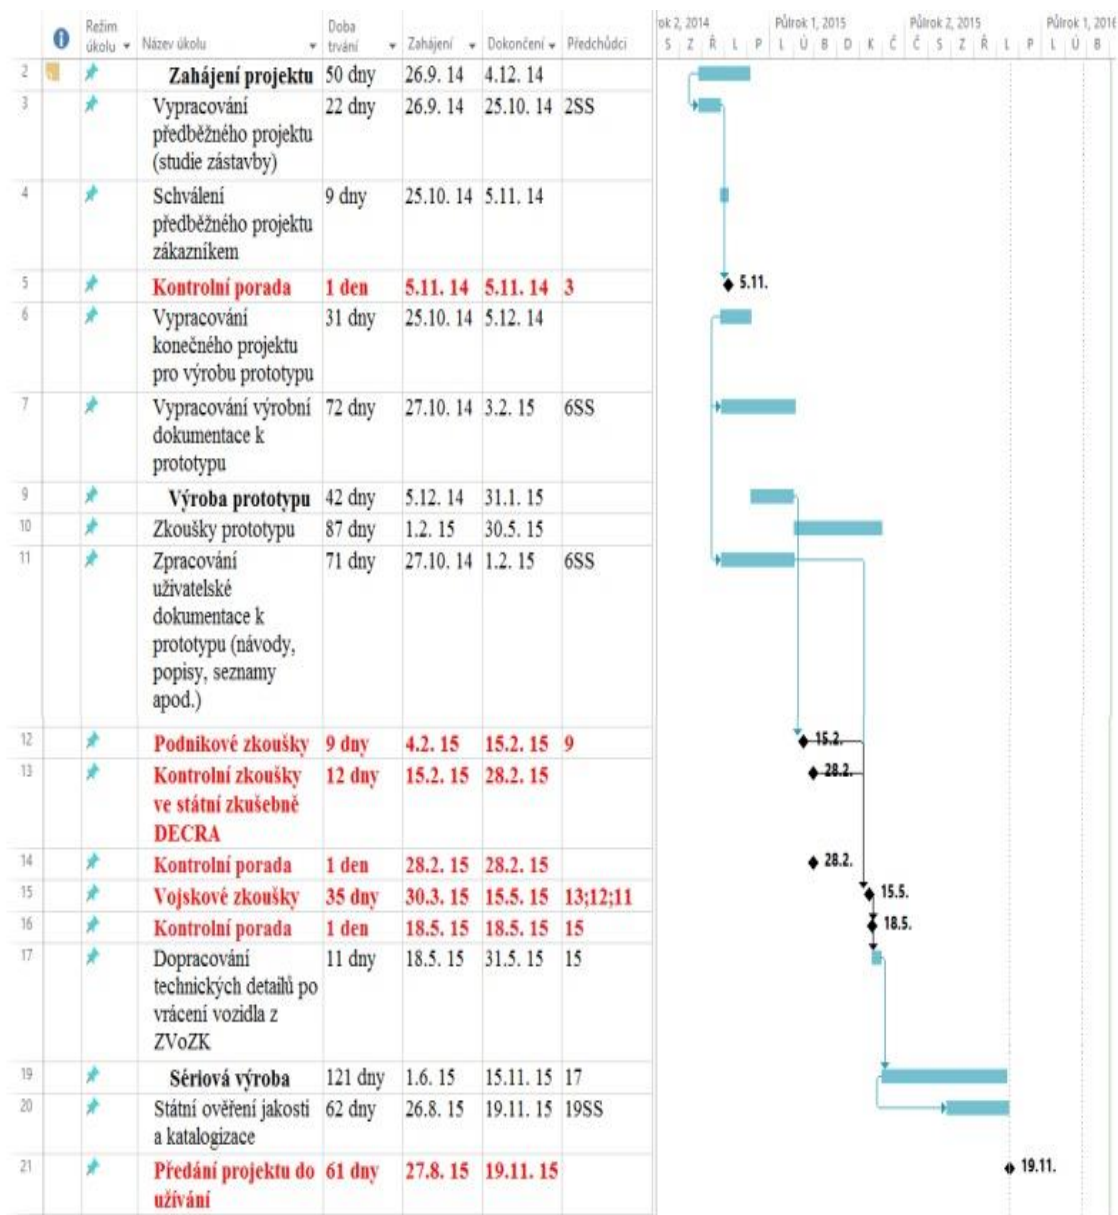 Režim úkolu Název úkolu Doba trvání Zahájení Dokončení Předchůdci
rok 2, 2014 Půlrok 1, 2015 Půlrok 2, 2015 Půlrok 1, 2016
S Z Ř L P L Ú B D K Č Č S Z Ř L P L Ú B
2 Zahájení projektu 50 dny 26.9. 14 4.12. 14
3 Vypracování 22 dny 26.9. 14 25.10. 14 2SS
předběžného projektu
(studie zástavby)
4 Schválení 9 dny 25.10. 14 5.11. 14
předběžného projektu
zákazníkem
5 Kontrolní porada 1 den 5.11. 14 5.11. 14 3 5.11.
6 Vypracování 31 dny 25.10. 14 5.12. 14
konečného projektu
pro výrobu prototypu
7 Vypracování výrobní 72 dny 27.10. 14 3.2. 15 6SS
dokumentace k
prototypu
9 Výroba prototypu 42 dny 5.12. 14 31.1. 15
10 Zkoušky prototypu 87 dny 1.2. 15 30.5. 15
11 Zpracování 71 dny 27.10. 14 1.2. 15 6SS
uživatelské
dokumentace k
prototypu (návody,
popisy, seznamy
apod.)
12 Podnikové zkoušky 9 dny 4.2. 15 15.2. 15 9 15.2.
13 Kontrolní zkoušky 12 dny 15.2. 15 28.2. 15 28.2.
ve státní zkušebně
DECRA
14 Kontrolní porada 1 den 28.2. 15 28.2. 15 28.2.
15 Vojskové zkoušky 35 dny 30.3. 15 15.5. 15 13;12;11 15.5.
16 Kontrolní porada 1 den 18.5. 15 18.5. 15 15 18.5.
17 Dopracování 11 dny 18.5. 15 31.5. 15 15
technických detailů po
vrácení vozidla z
ZVoZK
19 Sériová výroba 121 dny 1.6. 15 15.11. 15 17
20 Státní ověření jakosti 62 dny 26.8. 15 19.11. 15 19SS
a katalogizace
21 Předání projektu do 61 dny 27.8. 15 19.11. 15 19.11.
užívání